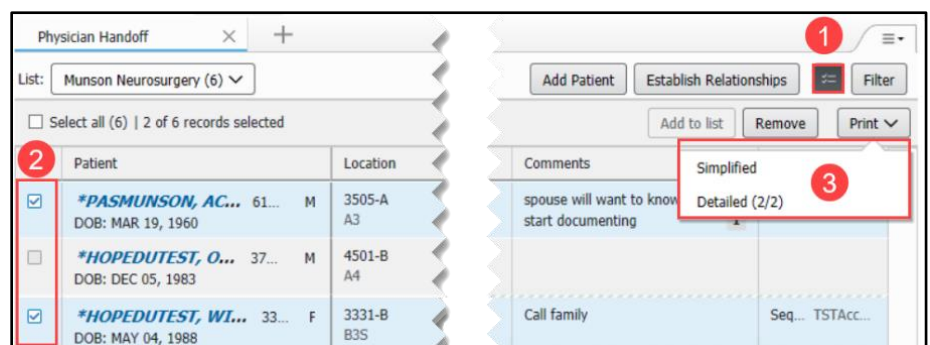 Physician Handoff × +
1
List: Munson Neurosurgery (6)
Add Patient Establish Relationships Filter
Select all (6) | 2 of 6 records selected
Add to list Remove Print
2 Patient Location Comments
Simplified
3
Detailed (2/2)
*PASMUNSON, AC... 61... M 3505-A spouse will want to know
DOB: MAR 19, 1960 A3 start documenting
*HOPEDUTEST, O... 37... M 4501-B
DOB: DEC 05, 1983 A4
*HOPEDUTEST, WI... 33... F 3331-B Call family Seq... TSTAcc...
DOB: MAY 04, 1988 B3S